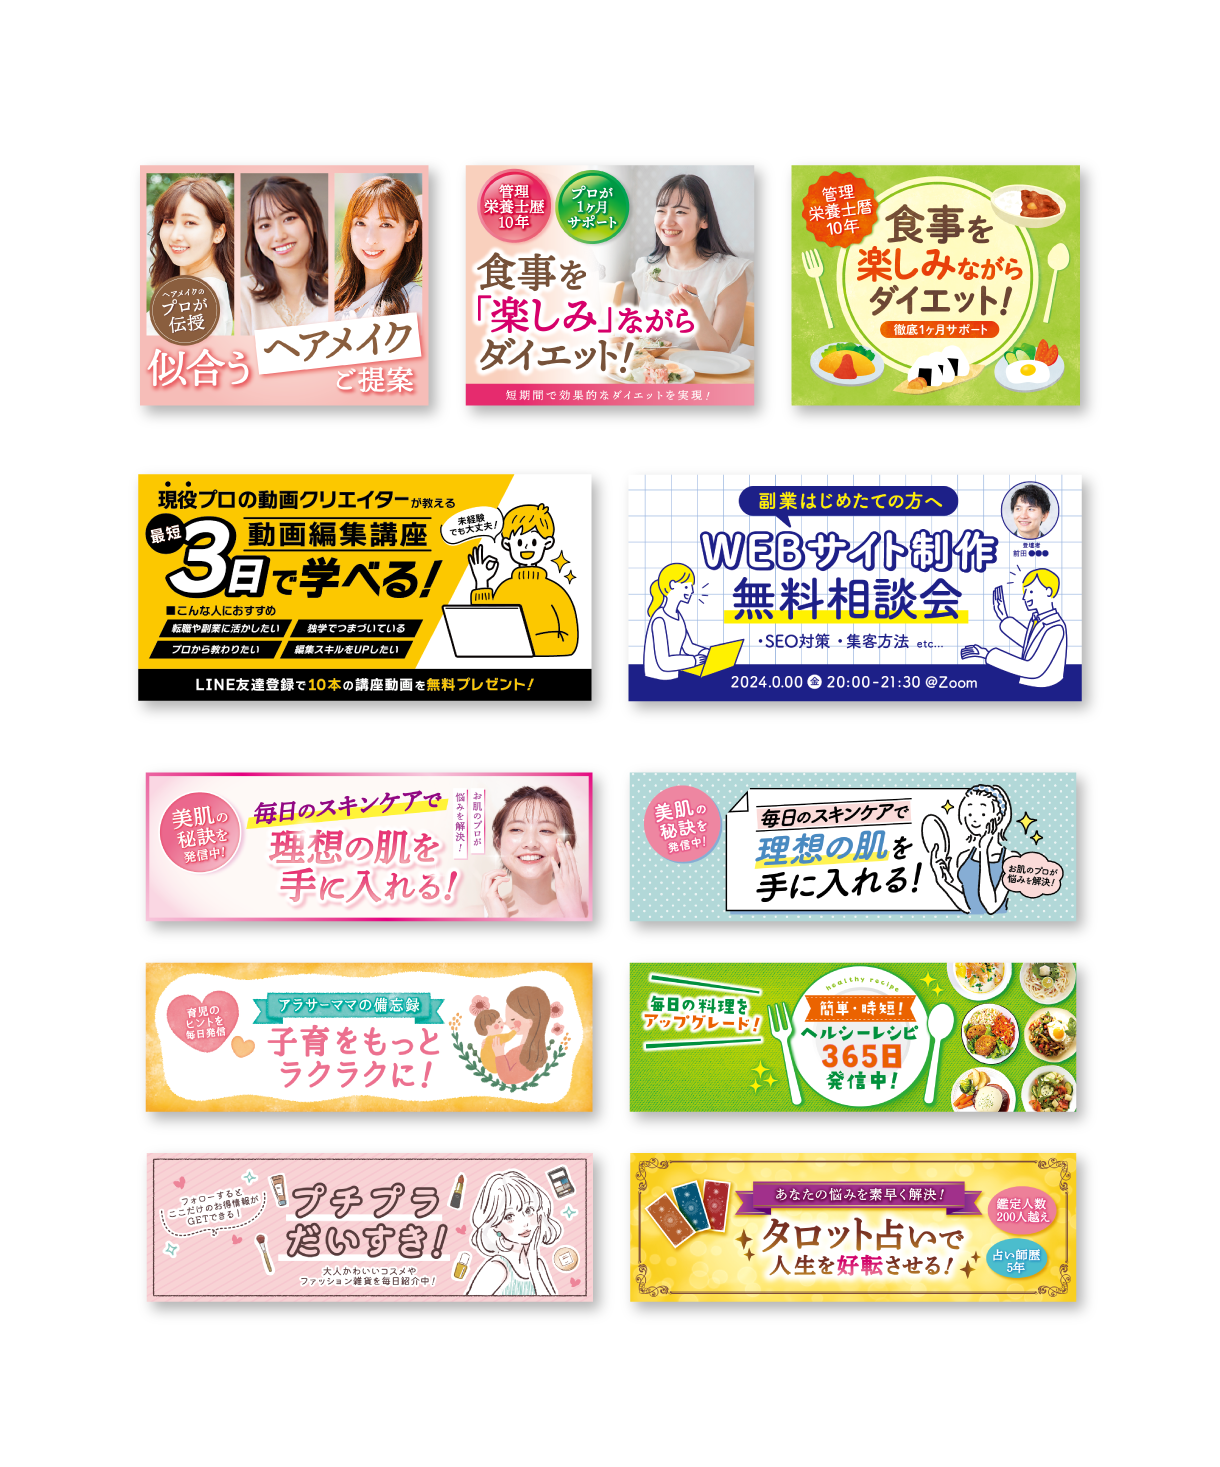 ヘアメイクの
プロが
伝授
似合う
ヘアメイク
ご提案
管理
栄養士歴
10年
プロが
1ヶ月
サポート
食事を
「楽しみ」ながら
ダイエット!
短期間で効果的なダイエットを実現!
管理
栄養士暦
10年
食事を
楽しみながら
ダイエット!
徹底1ヶ月サポート
現役プロの動画クリエイターが教える
最短
3日で学べる!
動画編集講座
未経験
でも大丈夫!
■こんな人におすすめ
転職や副業に活かしたい
独学でつまづいている
プロから教わりたい
編集スキルをUPしたい
LINE友達登録で10本の講座動画を無料プレゼント!
副業はじめたての方へ
WEBサイト制作
無料相談会
・SEO対策 ・集客方法 etc...
登壇者
前田●●●
2024.0.00 金 20:00-21:30 @Zoom
美肌の
秘訣を
発信中!
毎日のスキンケアで
理想の肌を
手に入れる!
お肌のプロが
悩みを解決!
美肌の
秘訣を
発信中!
毎日のスキンケアで
理想の肌を
手に入れる!
お肌のプロが
悩みを解決!
育児の
ヒントを
毎日発信
アラサーママの備忘録
子育をもっと
ラクラクに!
毎日の料理を
アップグレード!
healthy recipe
簡単・時短!
ヘルシーレシピ
365日
発信中!
フォローすると
ここだけのお得情報が
GETできる!
プチプラ
だいすき!
大人かわいいコスメや
ファッション雑貨を毎日紹介中!
あなたの悩みを素早く解決!
タロット占いで
人生を好転させる!
鑑定人数
200人越え
占い師歴
5年